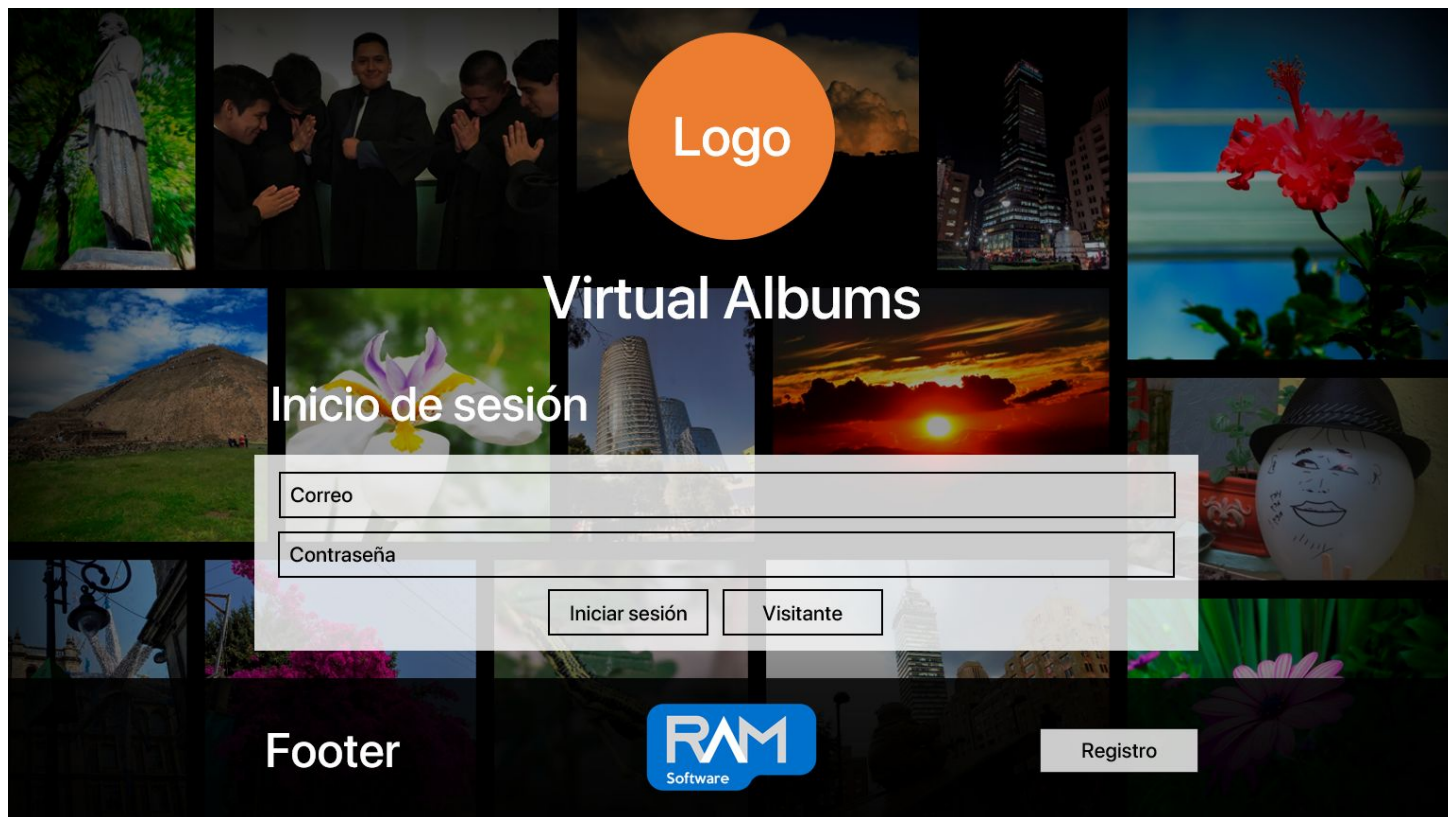 Logo
Virtual Albums
Inicio de sesión
Correo
Contraseña
Iniciar sesión
Visitante
Footer
RAM
Software
Registro